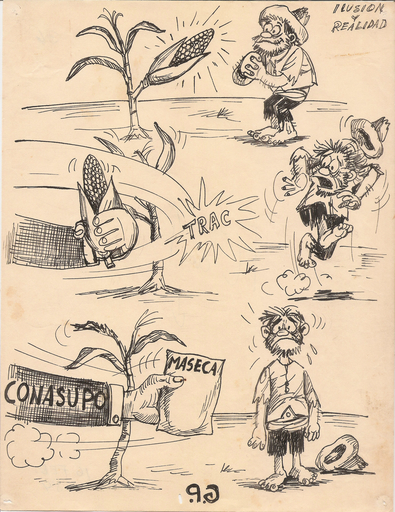 ILUSION
Y
REALIDAD
TRAC
CONASUPO
MASECA